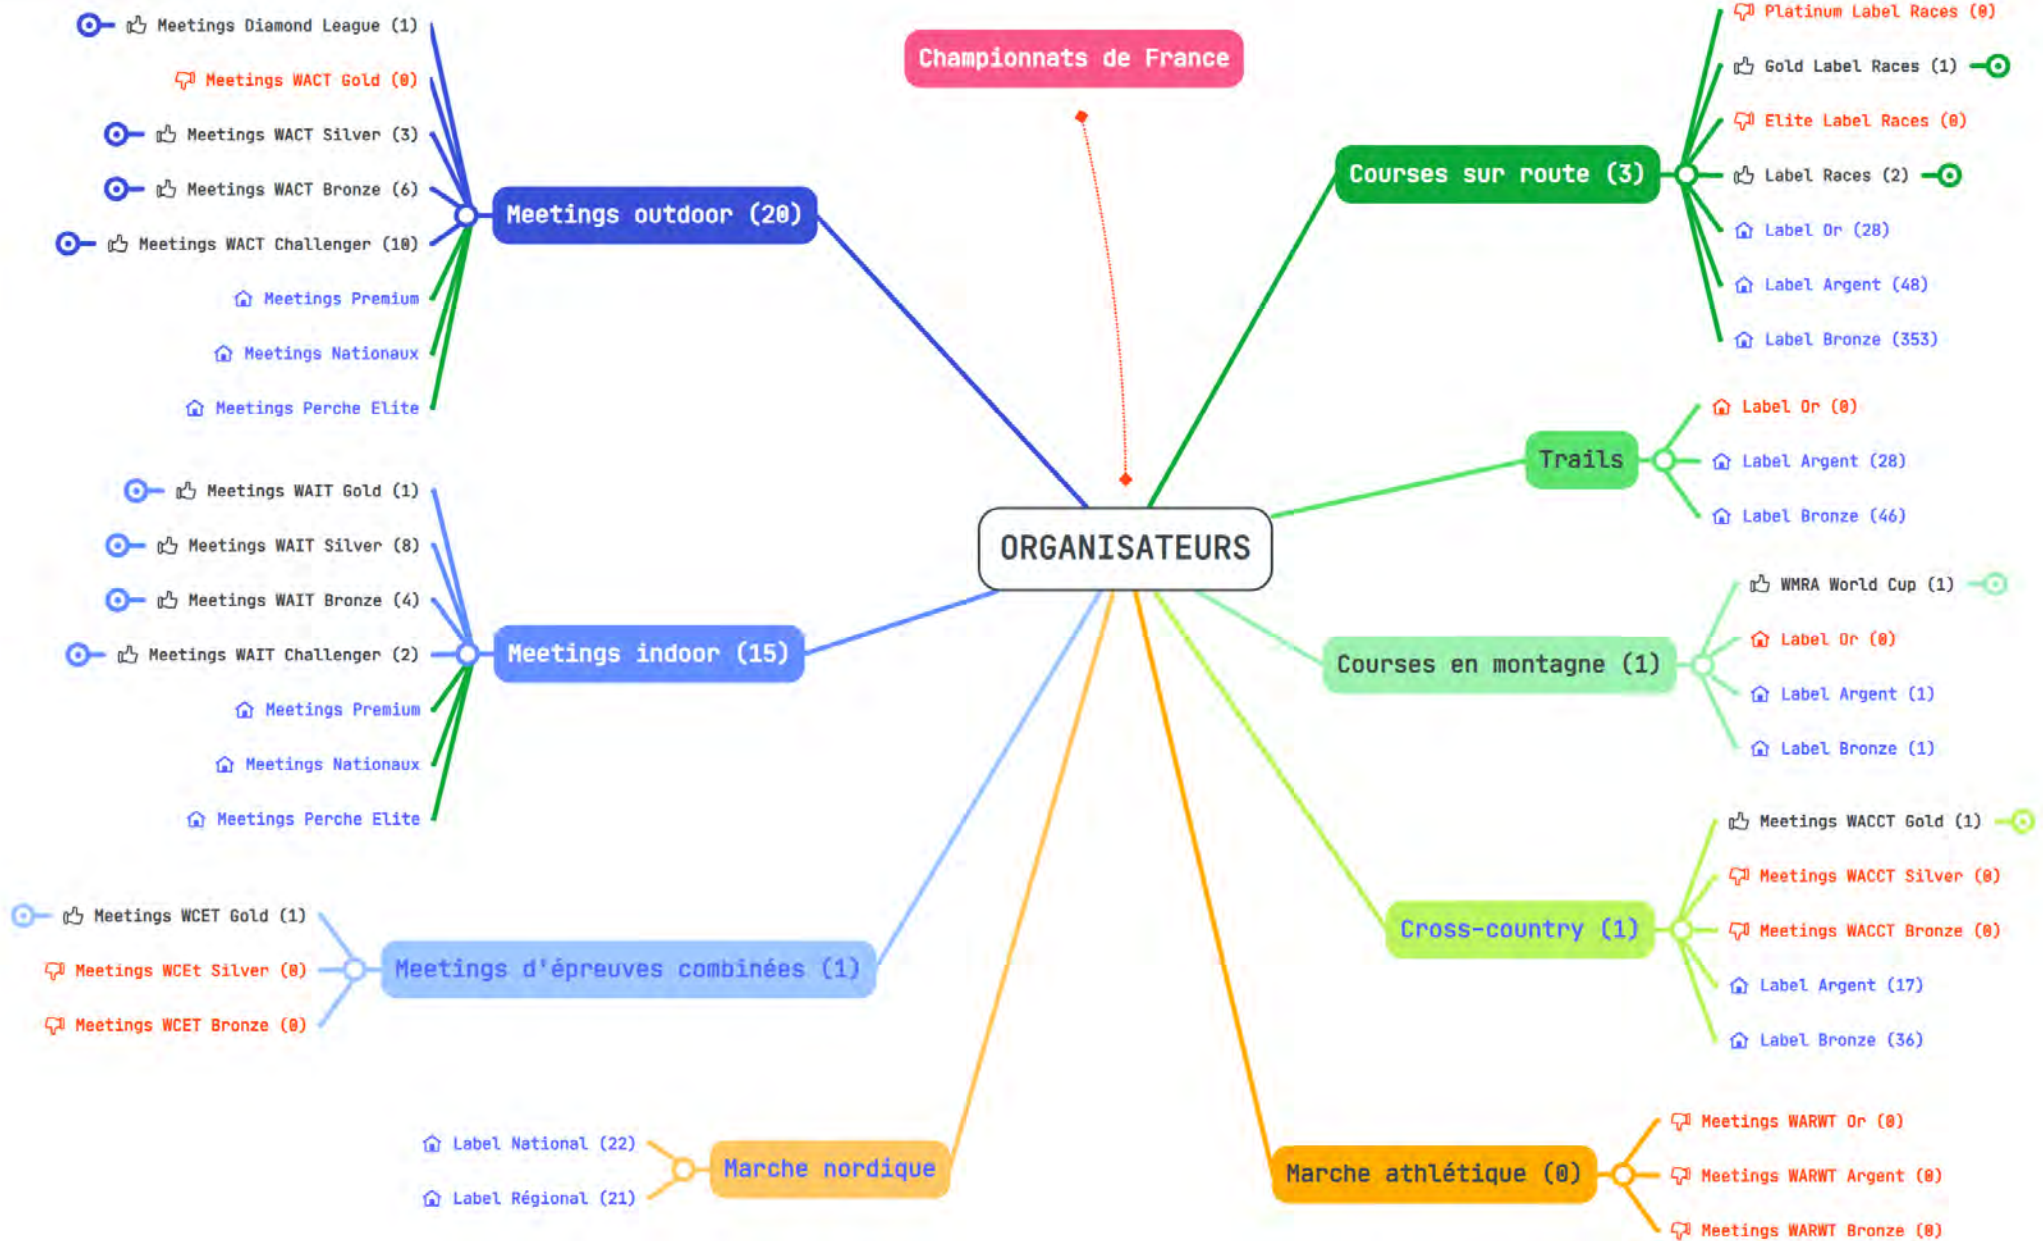 Championnats de France
ORGANISATEURS
Meetings outdoor (20)
Meetings Diamond League (1)
Meetings WACT Gold (0)
Meetings WACT Silver (3)
Meetings WACT Bronze (6)
Meetings WACT Challenger (10)
Meetings Premium
Meetings Nationaux
Meetings Perche Elite
Meetings indoor (15)
Meetings WAIT Gold (1)
Meetings WAIT Silver (8)
Meetings WAIT Bronze (4)
Meetings WAIT Challenger (2)
Meetings Premium
Meetings Nationaux
Meetings Perche Elite
Meetings d'épreuves combinées (1)
Meetings WCET Gold (1)
Meetings WCEt Silver (0)
Meetings WCET Bronze (0)
Marche nordique
Label National (22)
Label Régional (21)
Courses sur route (3)
Platinum Label Races (0)
Gold Label Races (1)
Elite Label Races (0)
Label Races (2)
Label Or (28)
Label Argent (48)
Label Bronze (353)
Trails
Label Or (0)
Label Argent (28)
Label Bronze (46)
Courses en montagne (1)
WMRA World Cup (1)
Label Or (0)
Label Argent (1)
Label Bronze (1)
Cross-country (1)
Meetings WACCT Gold (1)
Meetings WACCT Silver (0)
Meetings WACCT Bronze (0)
Label Argent (17)
Label Bronze (36)
Marche athlétique (0)
Meetings WARWT Or (0)
Meetings WARWT Argent (0)
Meetings WARWT Bronze (0)